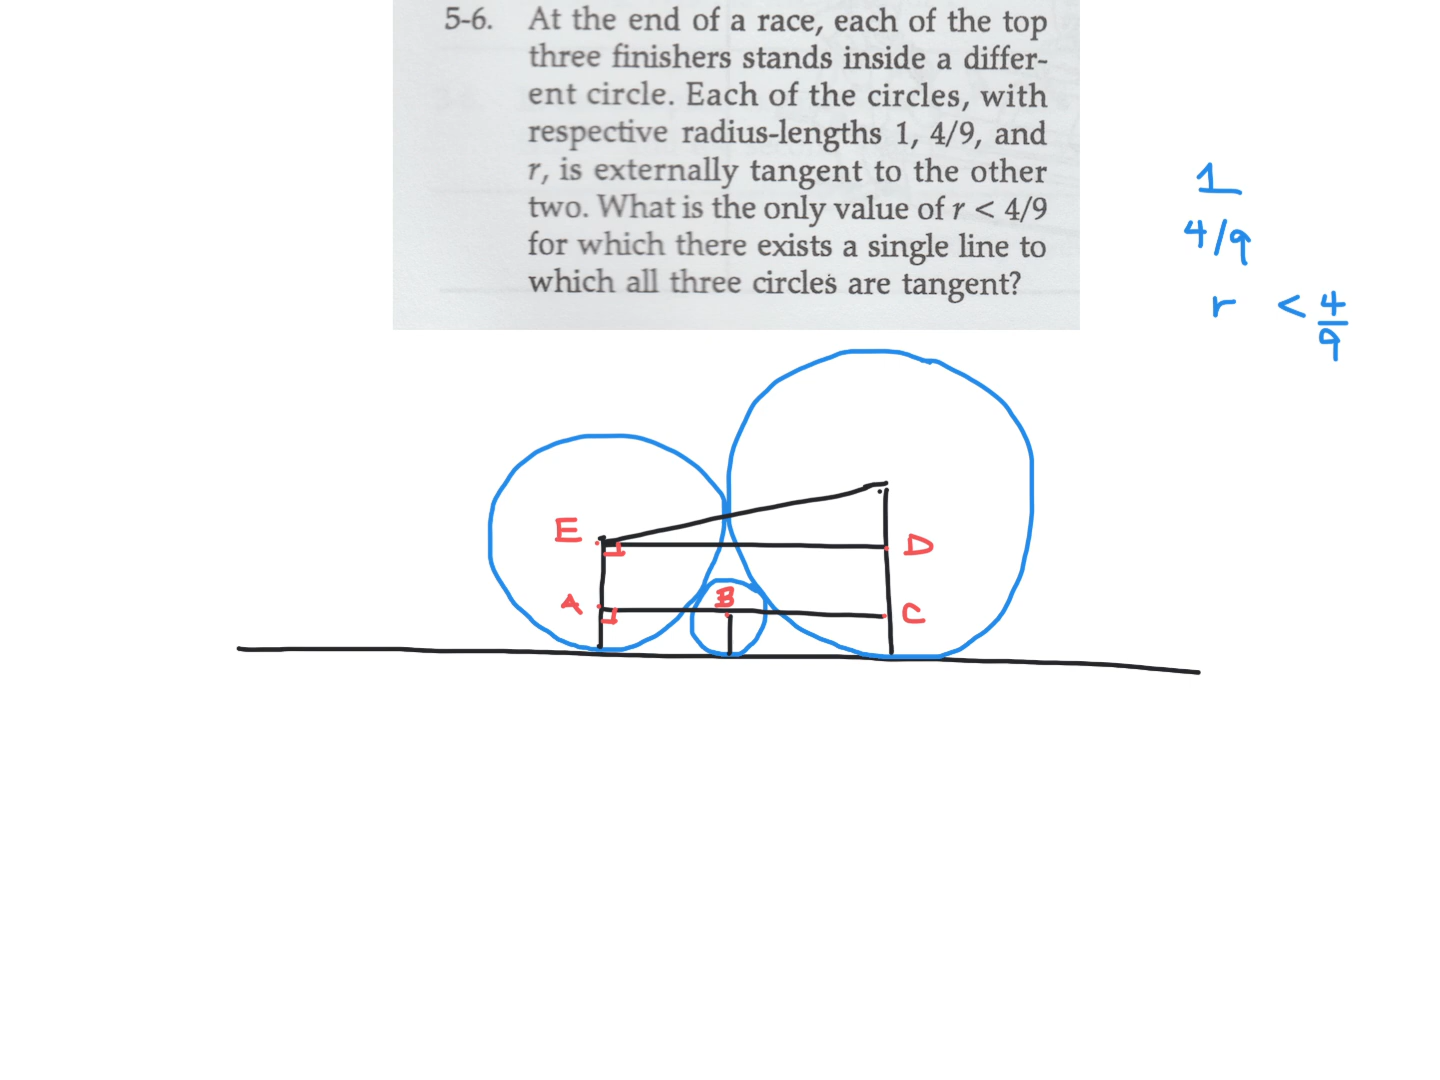 5-6. At the end of a race, each of the top
three finishers stands inside a differ-
ent circle. Each of the circles, with
respective radius-lengths 1, 4/9, and
r, is externally tangent to the other
two. What is the only value of r < 4/9
for which there exists a single line to
which all three circles are tangent?
1
4/9
r < 4/9
E
D
A
B
C